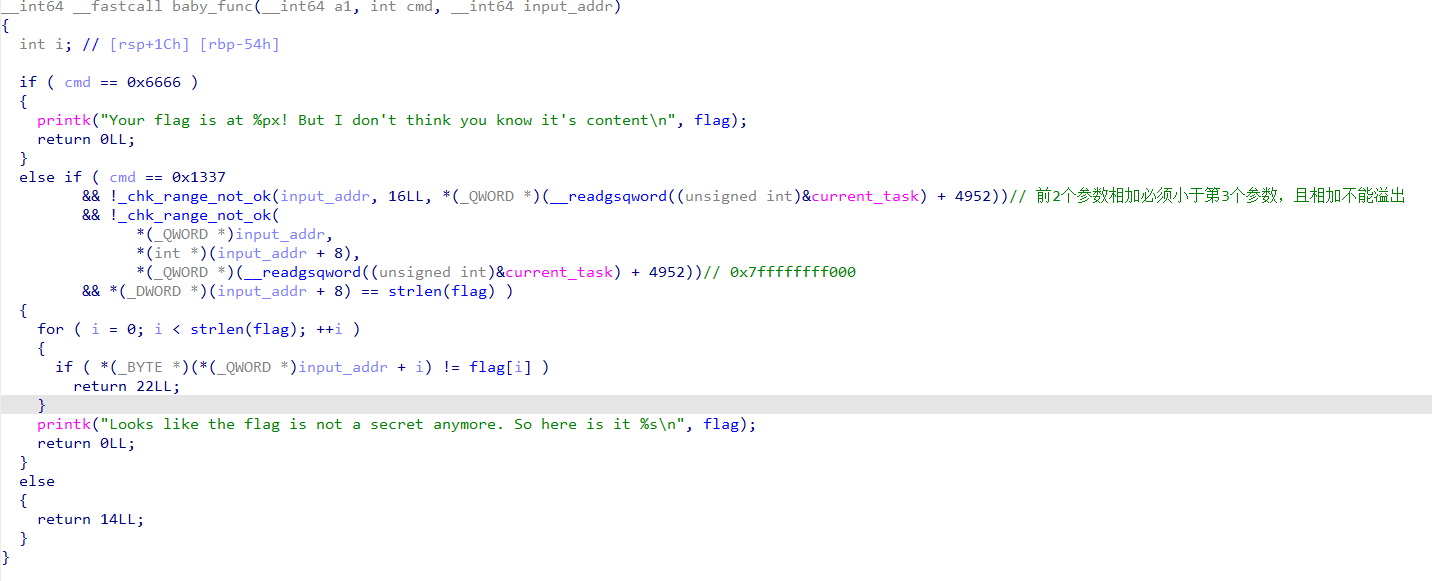 __int64 __fastcall baby_func(__int64 a1, int cmd, __int64 input_addr)
{
  int i; // [rsp+1Ch] [rbp-54h]

  if ( cmd == 0x6666 )
  {
    printk("Your flag is at %px! But I don't think you know it's content\n", flag);
    return 0LL;
  }
  else if ( cmd == 0x1337
         && !_chk_range_not_ok(input_addr, 16LL, *(_QWORD *)(__readgsqword((unsigned int)&current_task) + 4952))// 前2个参数相加必须小于第3个参数，且相加不能溢出
         && !_chk_range_not_ok(
               *(_QWORD *)input_addr,
               *(int *)(input_addr + 8),
               *(_QWORD *)(__readgsqword((unsigned int)&current_task) + 4952))// 0x7ffffffff000
         && *(_DWORD *)(input_addr + 8) == strlen(flag) )
  {
    for ( i = 0; i < strlen(flag); ++i )
    {
      if ( *(_BYTE *)(*(_QWORD *)input_addr + i) != flag[i] )
        return 22LL;
    }
    printk("Looks like the flag is not a secret anymore. So here is it %s\n", flag);
    return 0LL;
  }
  else
  {
    return 14LL;
  }
}